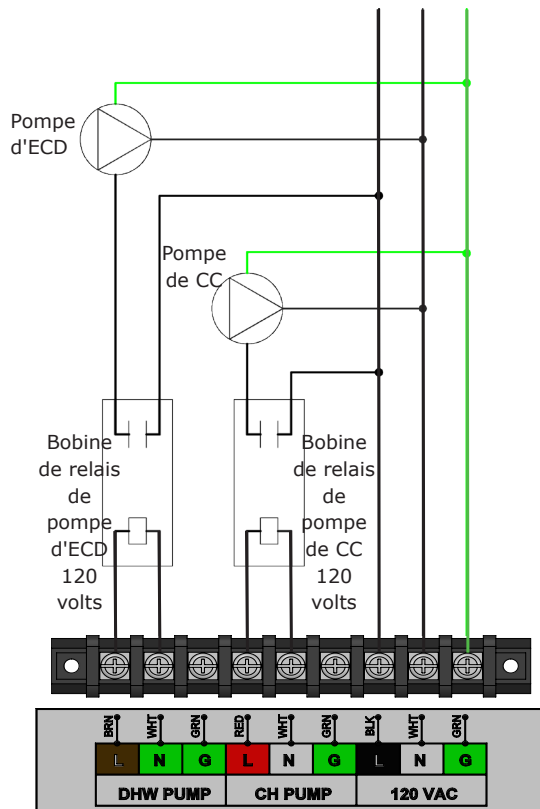 Pompe
d'ECD
Pompe
de CC
Bobine
de relais
de
pompe
d'ECD
120
volts
Bobine
de relais
de
pompe
de CC
120
volts
BRN WHT GRN RED WHT GRN BLK WHT GRN
L N G L N G L N G
DHW PUMP CH PUMP 120 VAC